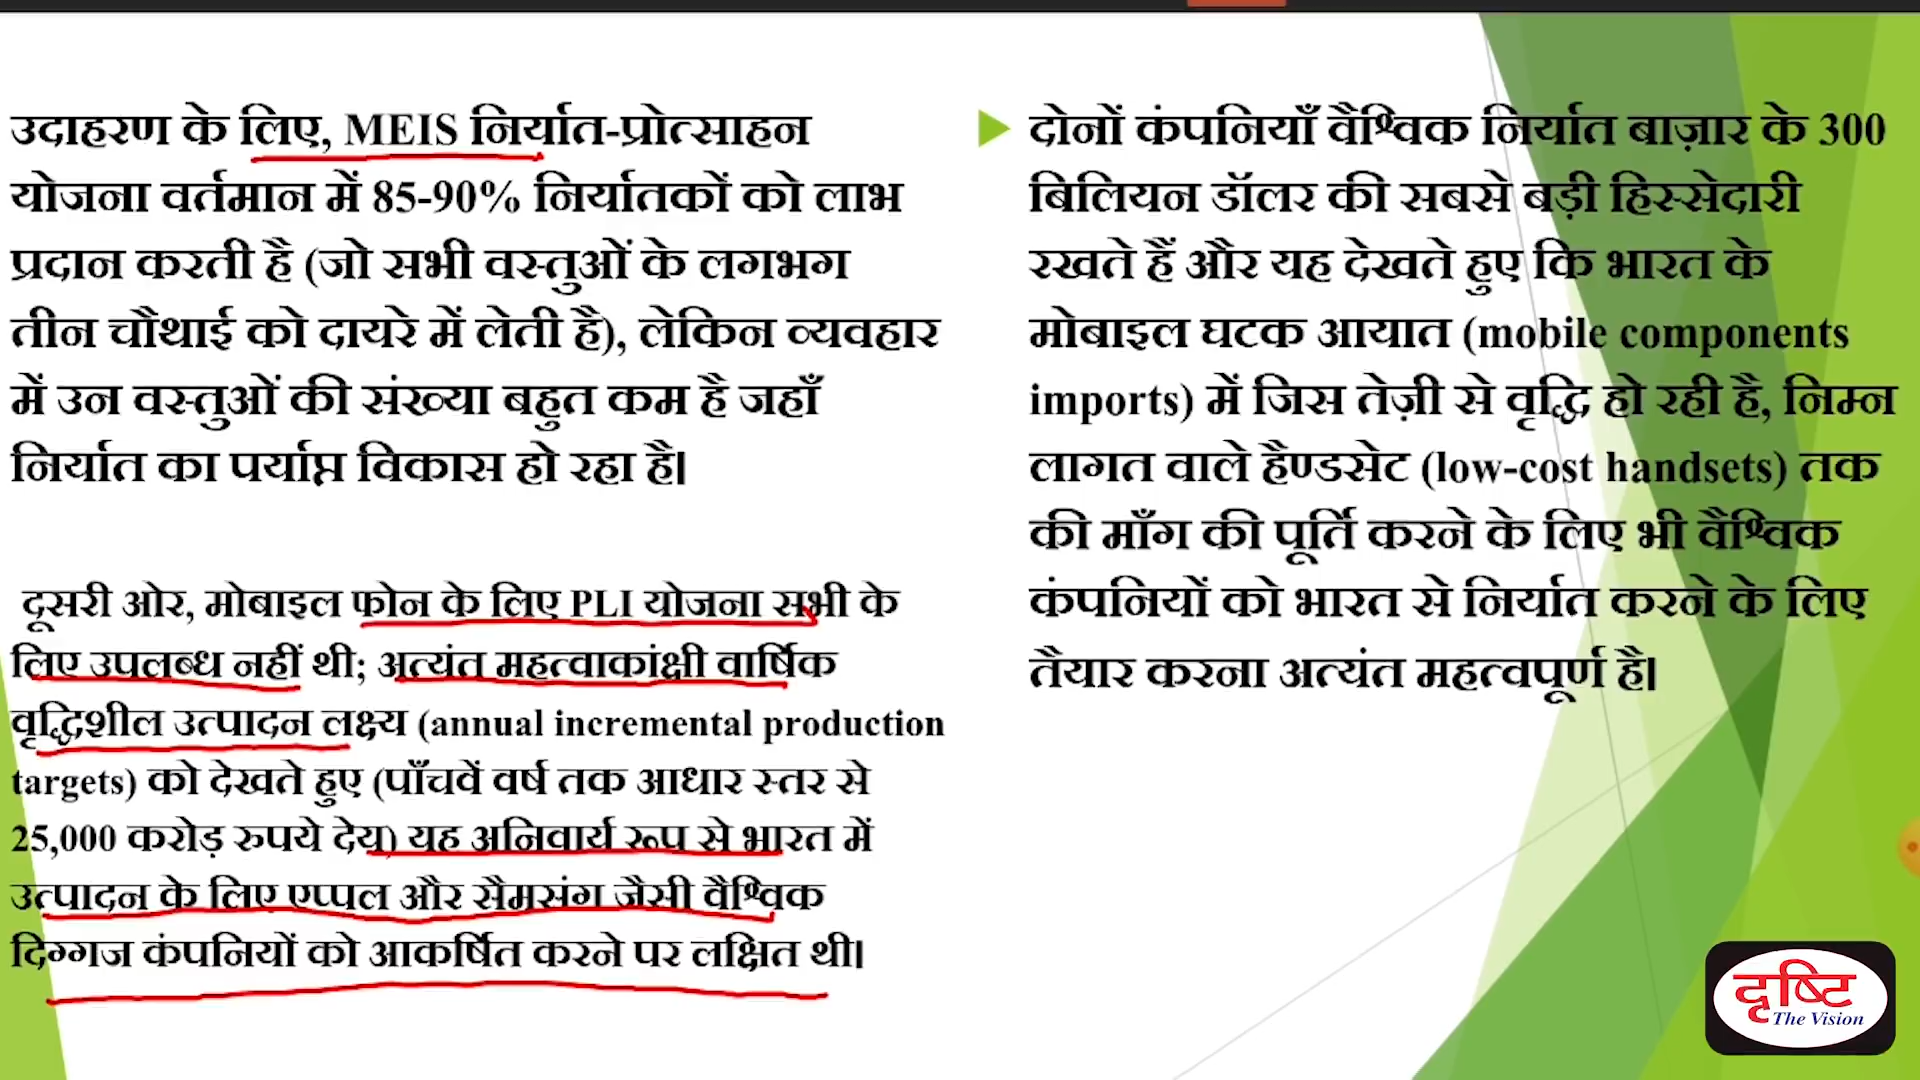 उदाहरण के लिए, MEIS निर्यात-प्रोत्साहन
योजना वर्तमान में 85-90% निर्यातकों को लाभ
प्रदान करती है (जो सभी वस्तुओं के लगभग
तीन चौथाई को दायरे में लेती है), लेकिन व्यवहार
में उन वस्तुओं की संख्या बहुत कम है जहाँ
निर्यात का पर्याप्त विकास हो रहा है।
दूसरी ओर, मोबाइल फोन के लिए PLI योजना सभी के
लिए उपलब्ध नहीं थी; अत्यंत महत्वाकांक्षी वार्षिक
वृद्धिशील उत्पादन लक्ष्य (annual incremental production
targets) को देखते हुए (पाँचवें वर्ष तक आधार स्तर से
25,000 करोड़ रुपये देय) यह अनिवार्य रूप से भारत में
उत्पादन के लिए एप्पल और सैमसंग जैसी वैश्विक
दिग्गज कंपनियों को आकर्षित करने पर लक्षित थी।
दोनों कंपनियाँ वैश्विक निर्यात बाज़ार के 300
बिलियन डॉलर की सबसे बड़ी हिस्सेदारी
रखते हैं और यह देखते हुए कि भारत के
मोबाइल घटक आयात (mobile components
imports) में जिस तेज़ी से वृद्धि हो रही है, निम्न
लागत वाले हैण्डसेट (low-cost handsets) तक
की माँग की पूर्ति करने के लिए भी वैश्विक
कंपनियों को भारत से निर्यात करने के लिए
तैयार करना अत्यंत महत्वपूर्ण है।
दृष्टि
The Vision